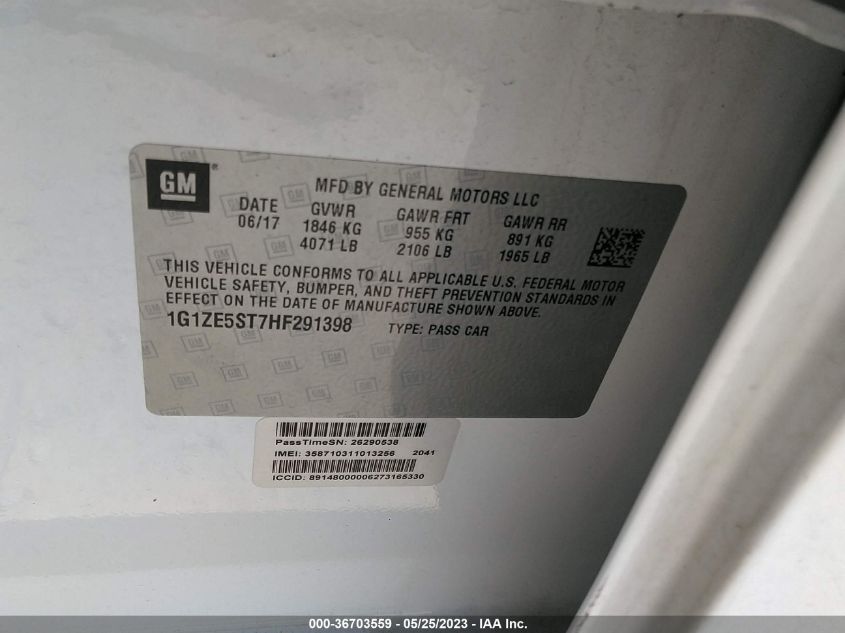 GM ®
MFD BY GENERAL MOTORS LLC
DATE GVWR GAWR FRT GAWR RR
06/17 1846 KG 955 KG 891 KG
4071 LB 2106 LB 1965 LB
THIS VEHICLE CONFORMS TO ALL APPLICABLE U.S. FEDERAL MOTOR
VEHICLE SAFETY, BUMPER, AND THEFT PREVENTION STANDARDS IN
EFFECT ON THE DATE OF MANUFACTURE SHOWN ABOVE.
1G1ZE5ST7HF291398 TYPE: PASS CAR
PassTimeSN: 26290538
IMEI: 358710311013256 2041
ICCID: 89148000006273165330
000-36703559 — 05/25/2023 — IAA Inc.